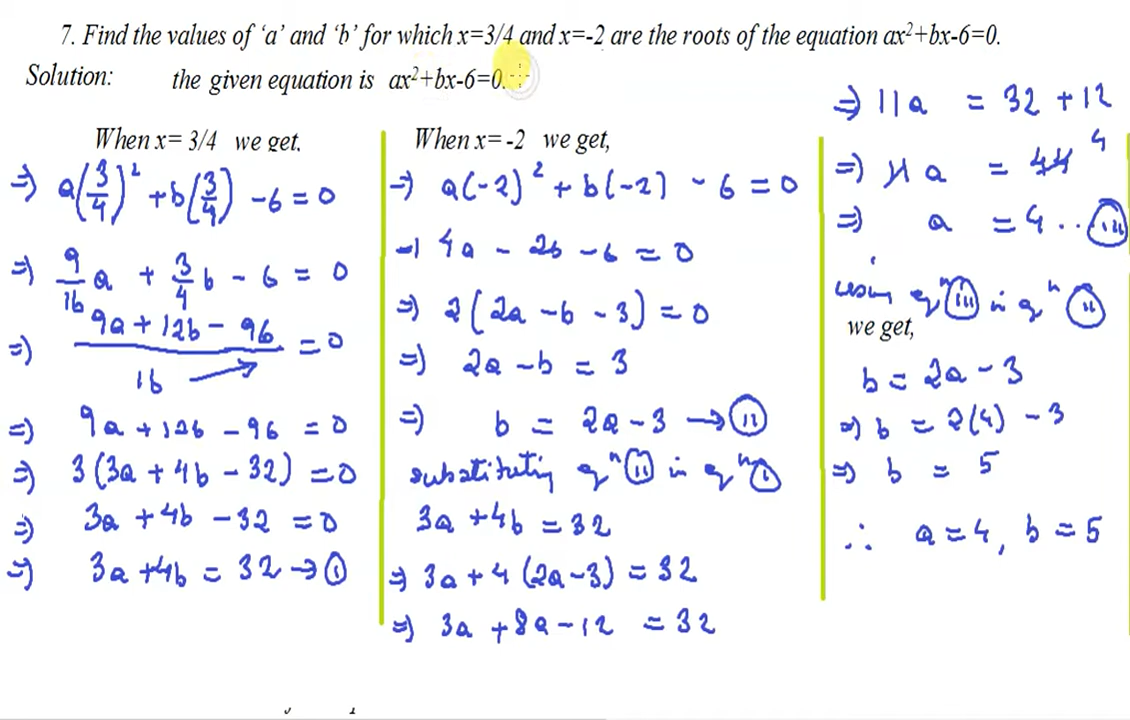 7. Find the values of ‘a’ and ‘b’ for which x=3/4 and x=-2 are the roots of the equation ax²+bx-6=0.
Solution: the given equation is ax²+bx-6=0.
When x= 3/4 we get,
⇒ a(3/4)² + b(3/4) - 6 = 0
⇒ 9/16 a + 3/4 b - 6 = 0
⇒ (9a + 12b - 96)/16 = 0
⇒ 9a + 12b - 96 = 0
⇒ 3(3a + 4b - 32) = 0
⇒ 3a + 4b - 32 = 0
⇒ 3a + 4b = 32 → (i)
When x= -2 we get,
⇒ a(-2)² + b(-2) - 6 = 0
⇒ 4a - 2b - 6 = 0
⇒ 2(2a - b - 3) = 0
⇒ 2a - b = 3
⇒ b = 2a - 3 → (ii)
substituting eqⁿ (ii) in eqⁿ (i)
3a + 4b = 32
⇒ 3a + 4(2a - 3) = 32
⇒ 3a + 8a - 12 = 32
⇒ 11a = 32 + 12
⇒ 11a = 44 4
⇒ a = 4 .. (iii)
using eqⁿ (iii) in eqⁿ (ii)
we get,
b = 2a - 3
⇒ b = 2(4) - 3
⇒ b = 5
∴ a = 4, b = 5